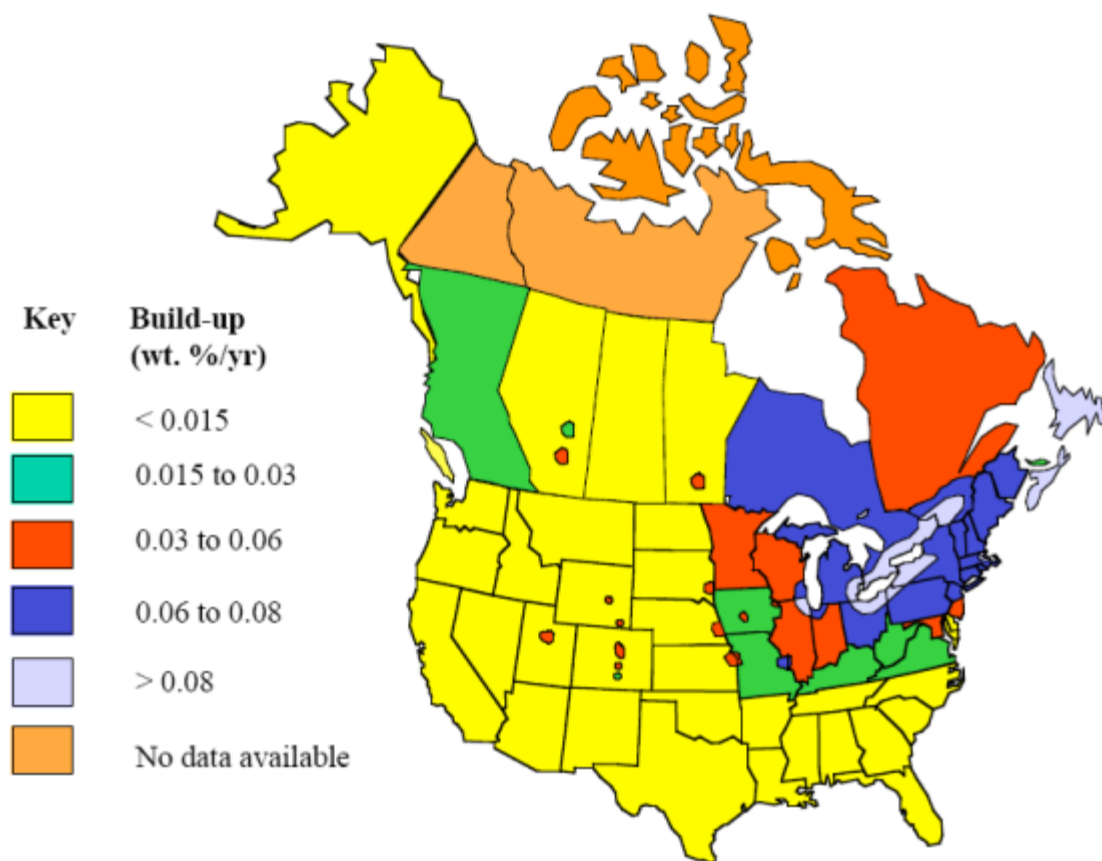 Key Build-up
(wt. %/yr)
< 0.015
0.015 to 0.03
0.03 to 0.06
0.06 to 0.08
> 0.08
No data available